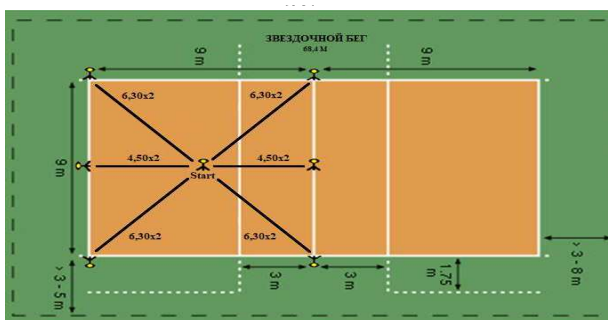 ЗВЕЗДОЧНОЙ БЕГ
68,4 М
9 m
9 m
6,30x2
6,30x2
9 m
4,50x2
4,50x2
Start
6,30x2
6,30x2
> 3 - 5 m
3 m
3 m
1.75 m
> 3 - 8 m